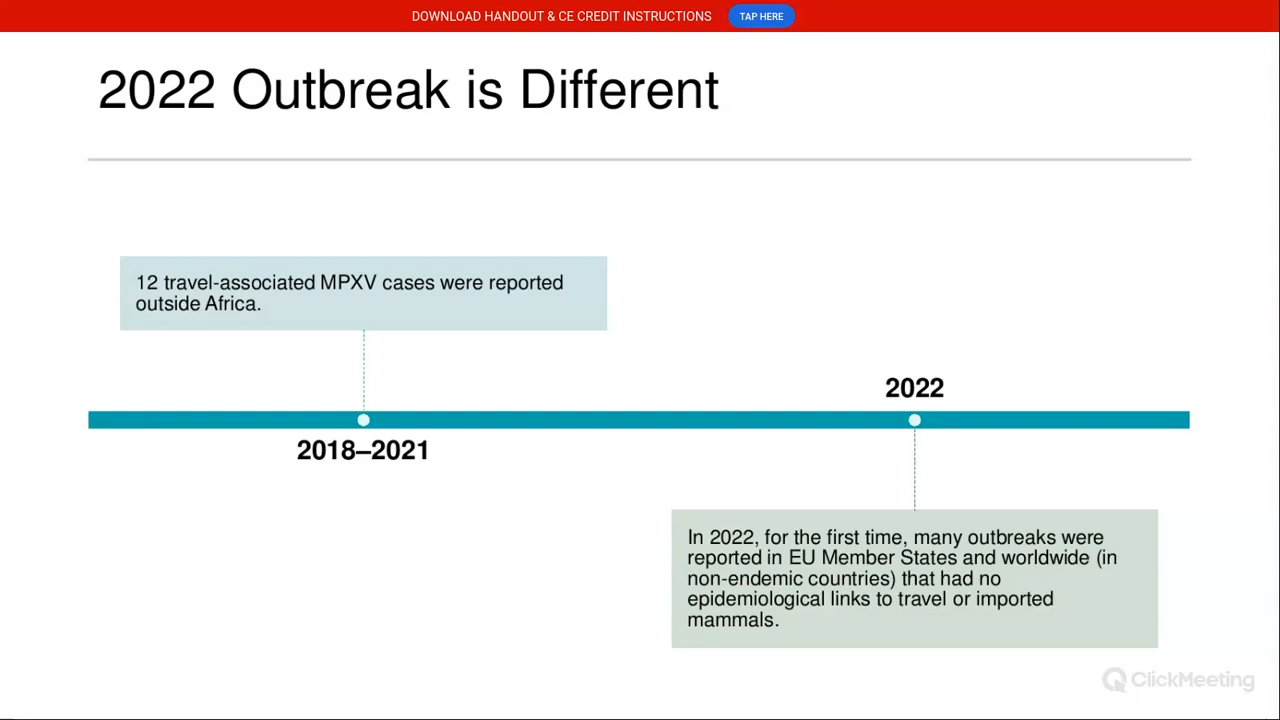 DOWNLOAD HANDOUT & CE CREDIT INSTRUCTIONS TAP HERE
2022 Outbreak is Different
12 travel-associated MPXV cases were reported
outside Africa.
2022
2018–2021
In 2022, for the first time, many outbreaks were
reported in EU Member States and worldwide (in
non-endemic countries) that had no
epidemiological links to travel or imported
mammals.
ClickMeeting